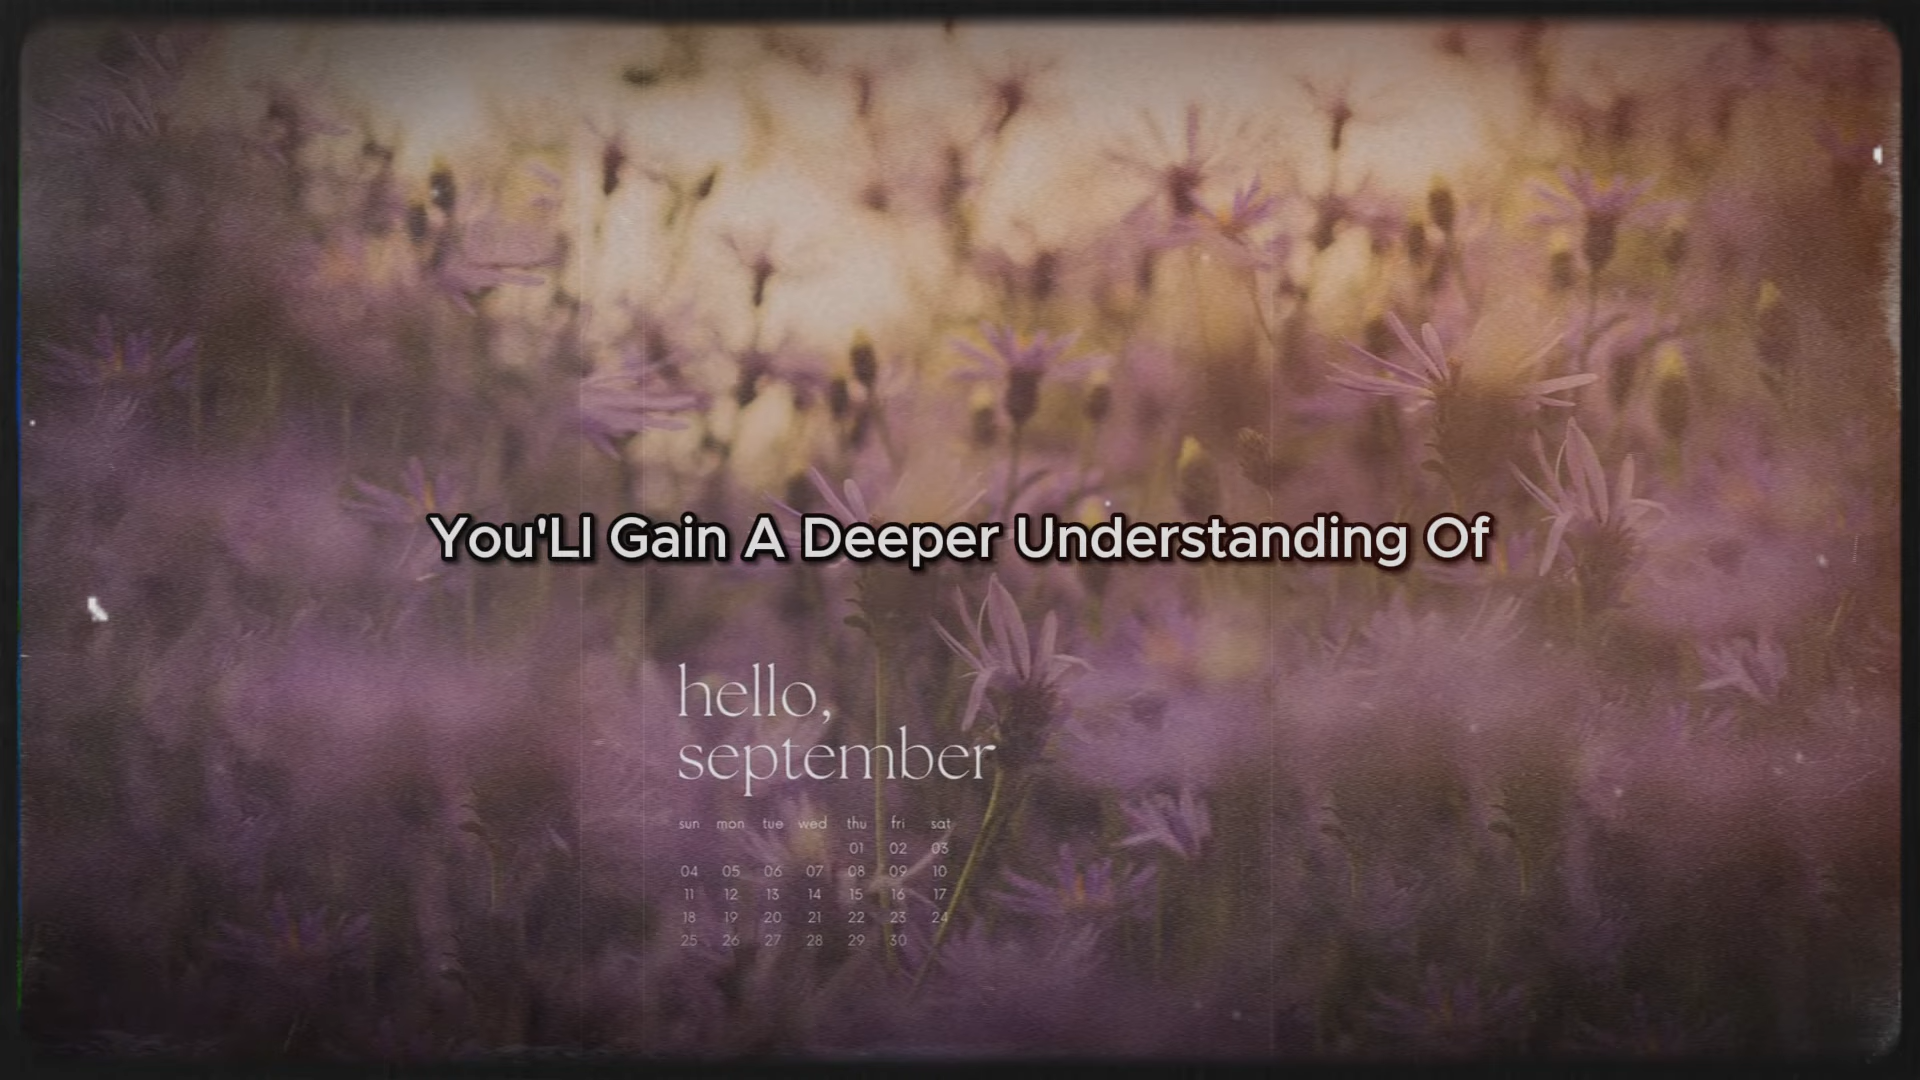 You'Ll Gain A Deeper Understanding Of
hello,
september
sun mon tue wed thu fri sat
01 02 03
04 05 06 07 08 09 10
11 12 13 14 15 16 17
18 19 20 21 22 23 24
25 26 27 28 29 30